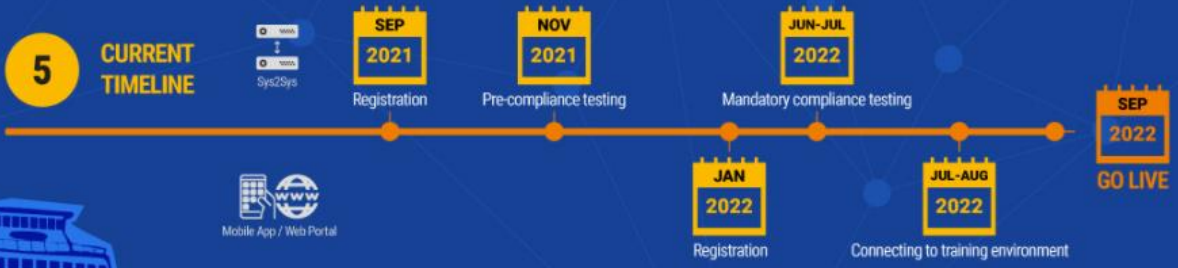 5
CURRENT
TIMELINE
Sys2Sys
SEP
2021
Registration
NOV
2021
Pre-compliance testing
JUN-JUL
2022
Mandatory compliance testing
SEP
2022
GO LIVE
www
Mobile App / Web Portal
JAN
2022
Registration
JUL-AUG
2022
Connecting to training environment